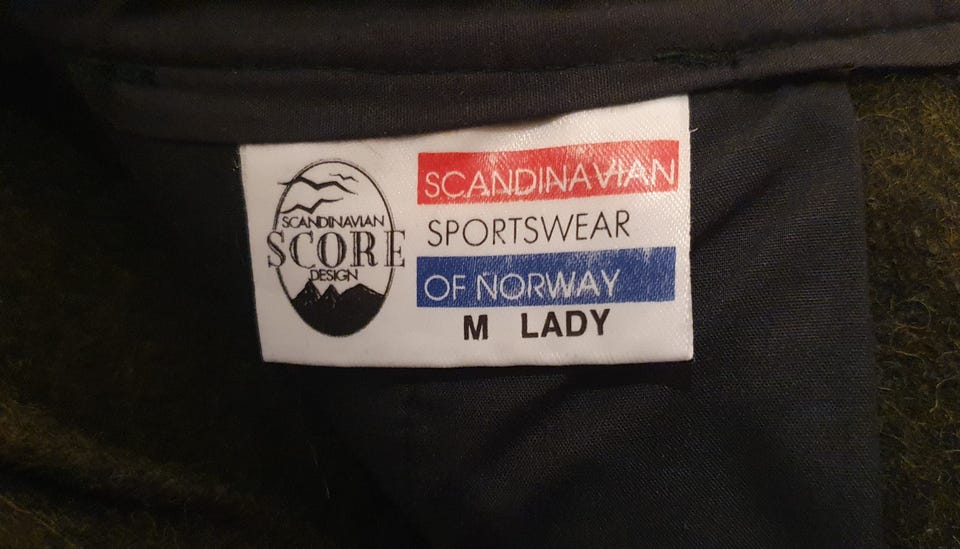 SCANDINAVIAN
SCORE
DESIGN
SCANDINAVIAN
SPORTSWEAR
OF NORWAY
M LADY